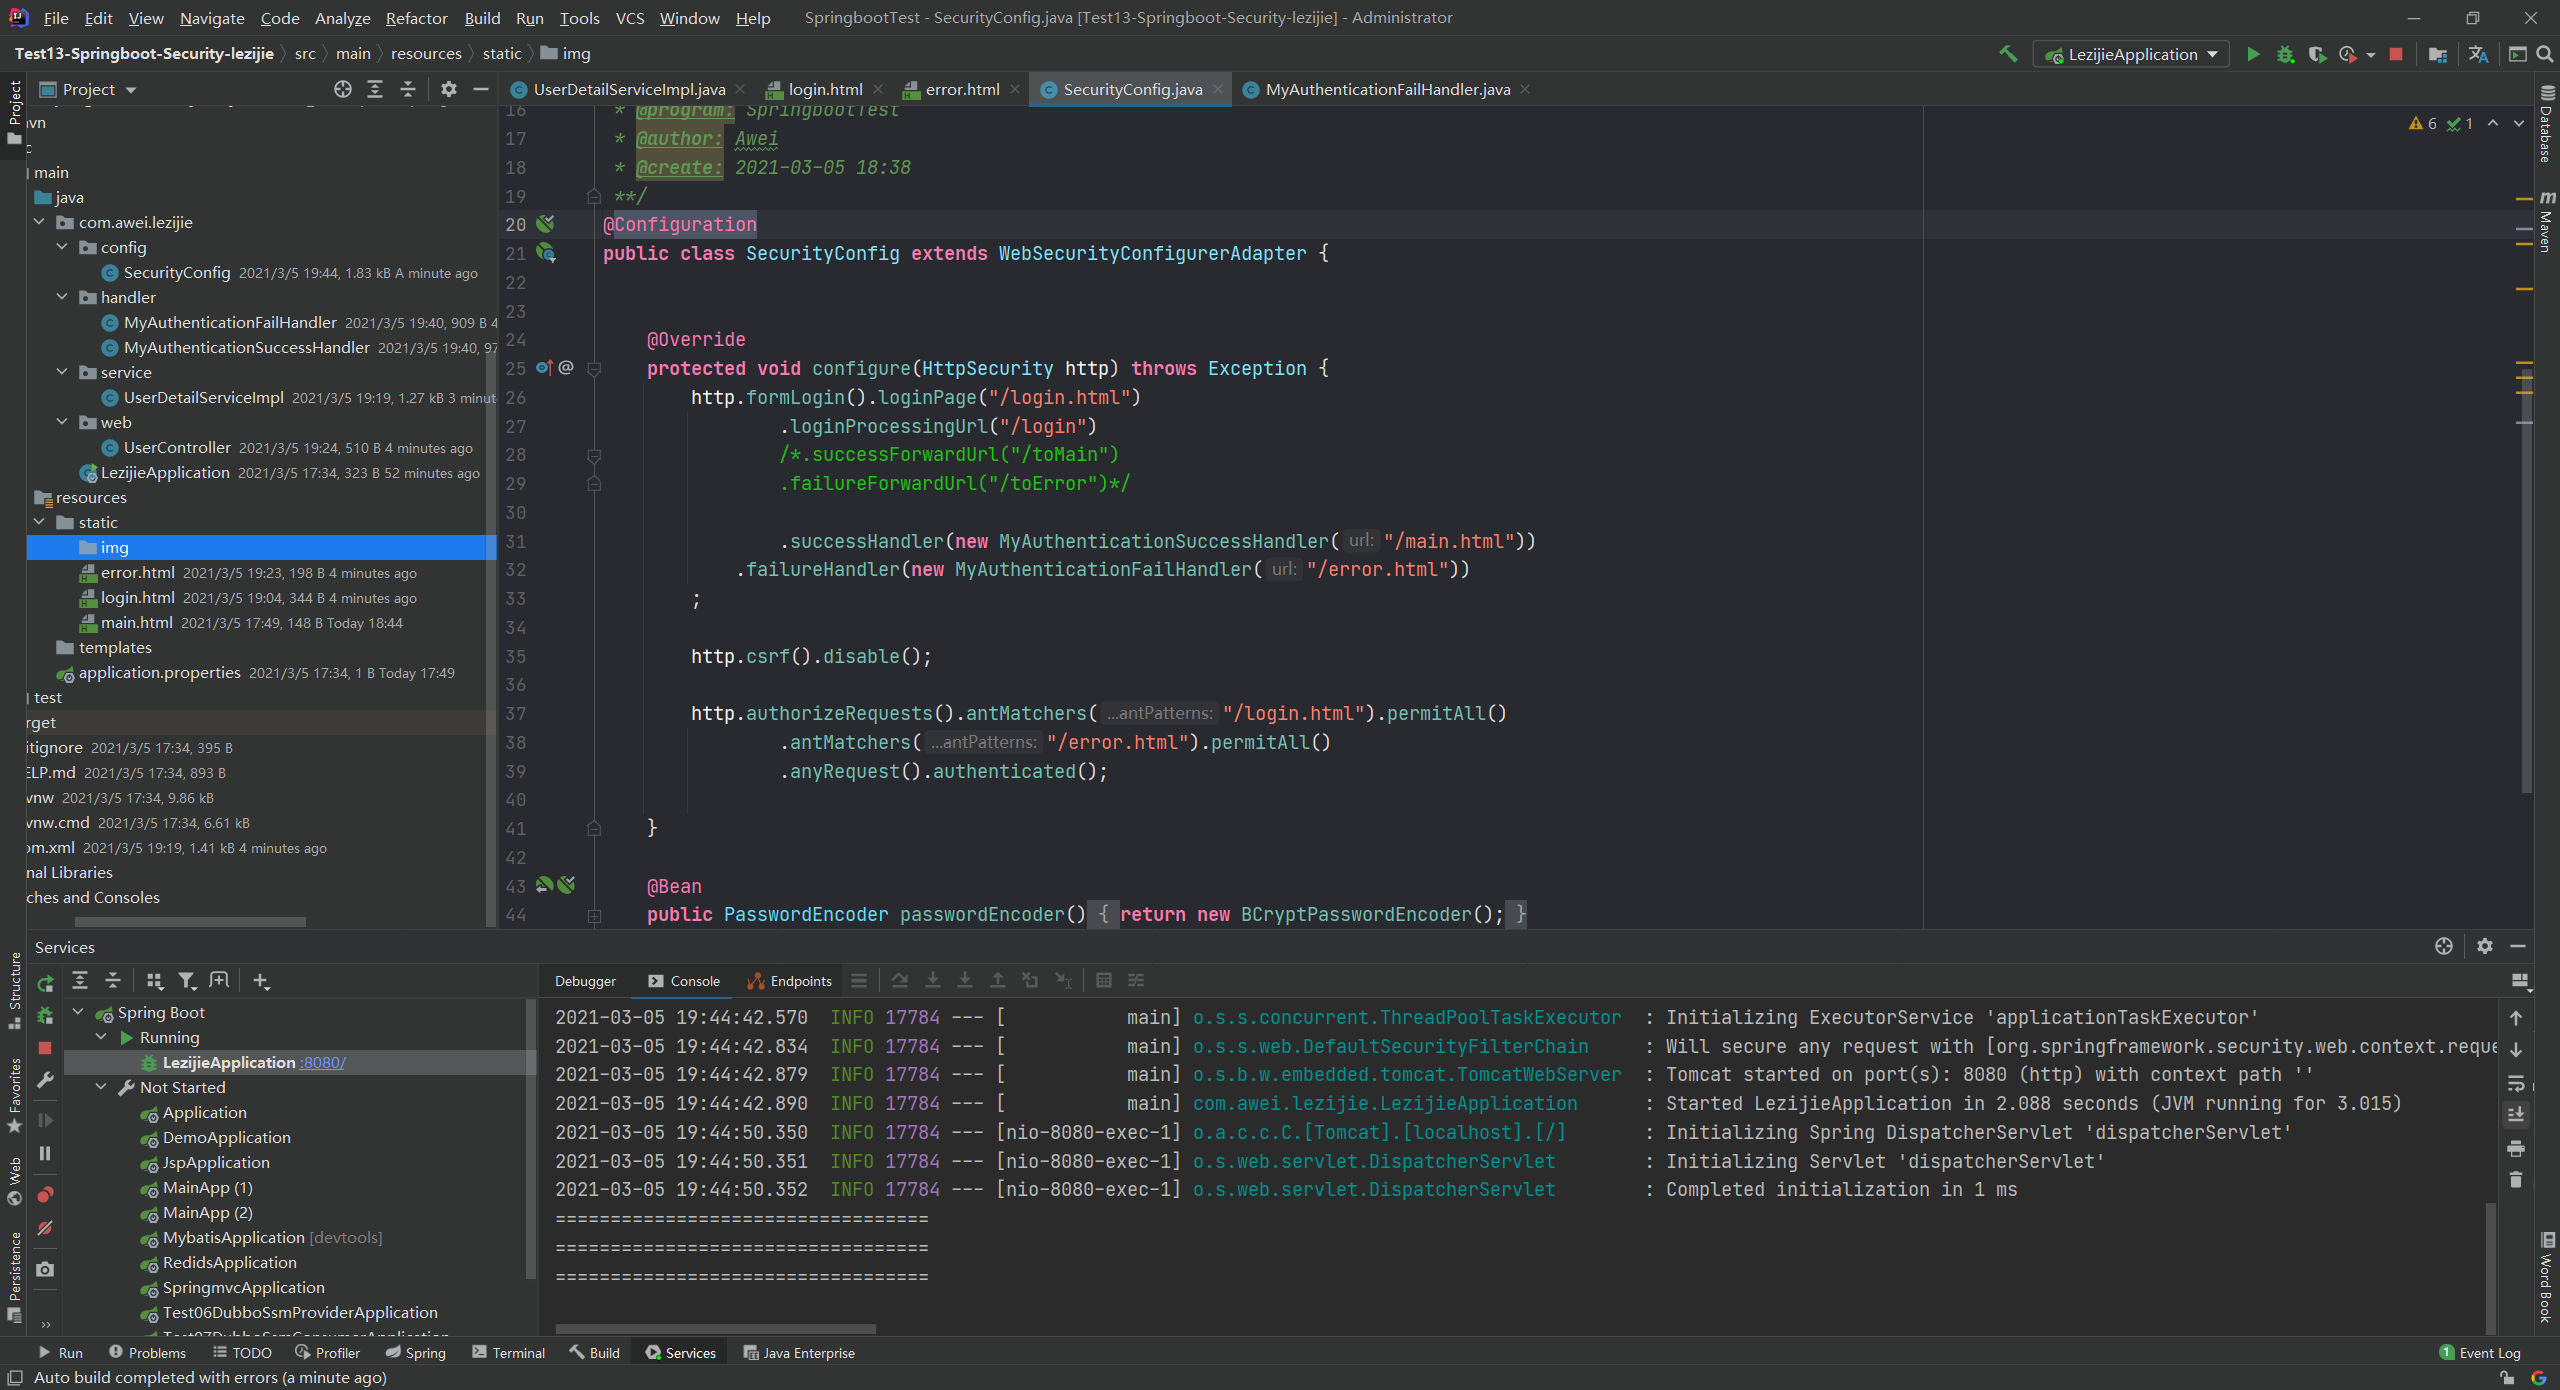 File Edit View Navigate Code Analyze Refactor Build Run Tools VCS Window Help SpringbootTest - SecurityConfig.java [Test13-Springboot-Security-lezijie] - Administrator
Test13-Springboot-Security-lezijie src main resources static img LezijieApplication
Project
UserDetailServiceImpl.java login.html error.html SecurityConfig.java MyAuthenticationFailHandler.java
Project
vn
c
main
java
com.awei.lezijie
config
SecurityConfig 2021/3/5 19:44, 1.83 kB A minute ago
handler
MyAuthenticationFailHandler 2021/3/5 19:40, 909 B 4
MyAuthenticationSuccessHandler 2021/3/5 19:40, 97
service
UserDetailServiceImpl 2021/3/5 19:19, 1.27 kB 3 minut
web
UserController 2021/3/5 19:24, 510 B 4 minutes ago
LezijieApplication 2021/3/5 17:34, 323 B 52 minutes ago
resources
static
img
error.html 2021/3/5 19:23, 198 B 4 minutes ago
login.html 2021/3/5 19:04, 344 B 4 minutes ago
main.html 2021/3/5 17:49, 148 B Today 18:44
templates
application.properties 2021/3/5 17:34, 1 B Today 17:49
test
rget
itignore 2021/3/5 17:34, 395 B
ELP.md 2021/3/5 17:34, 893 B
vnw 2021/3/5 17:34, 9.86 kB
vnw.cmd 2021/3/5 17:34, 6.61 kB
om.xml 2021/3/5 19:19, 1.41 kB 4 minutes ago
nal Libraries
ches and Consoles
16 * @program: SpringbootTest
17 * @author: Awei
18 * @create: 2021-03-05 18:38
19 **/
20 @Configuration
21 public class SecurityConfig extends WebSecurityConfigurerAdapter {
22
23
24 @Override
25 @ protected void configure(HttpSecurity http) throws Exception {
26 http.formLogin().loginPage("/login.html")
27 .loginProcessingUrl("/login")
28 /*.successForwardUrl("/toMain")
29 .failureForwardUrl("/toError")*/
30
31 .successHandler(new MyAuthenticationSuccessHandler( url: "/main.html"))
32 .failureHandler(new MyAuthenticationFailHandler( url: "/error.html"))
33 ;
34
35 http.csrf().disable();
36
37 http.authorizeRequests().antMatchers( ...antPatterns: "/login.html").permitAll()
38 .antMatchers( ...antPatterns: "/error.html").permitAll()
39 .anyRequest().authenticated();
40
41 }
42
43 @Bean
44 public PasswordEncoder passwordEncoder() { return new BCryptPasswordEncoder(); }
6 1
Database
m Maven
Word Book
Structure
Favorites
Web
Persistence
Services
Debugger Console Endpoints
Spring Boot
Running
LezijieApplication :8080/
Not Started
Application
DemoApplication
JspApplication
MainApp (1)
MainApp (2)
MybatisApplication [devtools]
RedidsApplication
SpringmvcApplication
Test06DubboSsmProviderApplication
Test07DubboSsmConsumerApplication
2021-03-05 19:44:42.570 INFO 17784 --- [ main] o.s.s.concurrent.ThreadPoolTaskExecutor : Initializing ExecutorService 'applicationTaskExecutor'
2021-03-05 19:44:42.834 INFO 17784 --- [ main] o.s.s.web.DefaultSecurityFilterChain : Will secure any request with [org.springframework.security.web.context.reque
2021-03-05 19:44:42.879 INFO 17784 --- [ main] o.s.b.w.embedded.tomcat.TomcatWebServer : Tomcat started on port(s): 8080 (http) with context path ''
2021-03-05 19:44:42.890 INFO 17784 --- [ main] com.awei.lezijie.LezijieApplication : Started LezijieApplication in 2.088 seconds (JVM running for 3.015)
2021-03-05 19:44:50.350 INFO 17784 --- [nio-8080-exec-1] o.a.c.c.C.[Tomcat].[localhost].[/] : Initializing Spring DispatcherServlet 'dispatcherServlet'
2021-03-05 19:44:50.351 INFO 17784 --- [nio-8080-exec-1] o.s.web.servlet.DispatcherServlet : Initializing Servlet 'dispatcherServlet'
2021-03-05 19:44:50.352 INFO 17784 --- [nio-8080-exec-1] o.s.web.servlet.DispatcherServlet : Completed initialization in 1 ms
==================================
==================================
==================================
Run Problems TODO Profiler Spring Terminal Build Services Java Enterprise 1 Event Log
Auto build completed with errors (a minute ago)